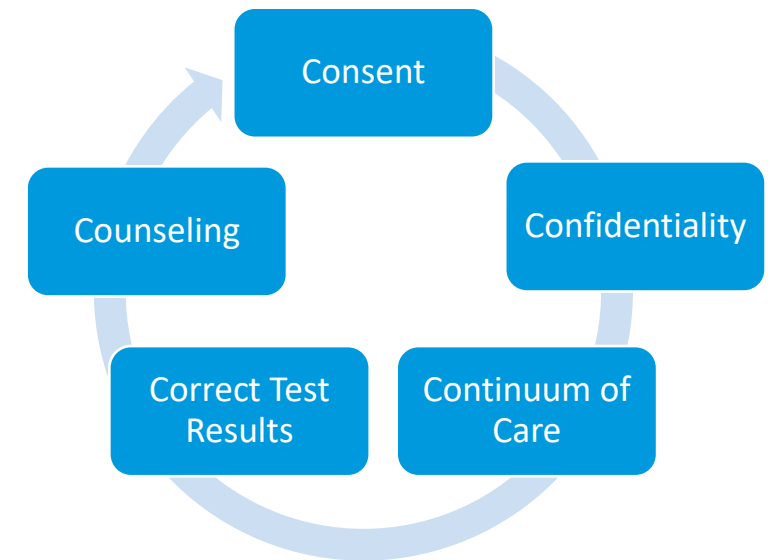 Consent
Confidentiality
Continuum of
Care
Correct Test
Results
Counseling